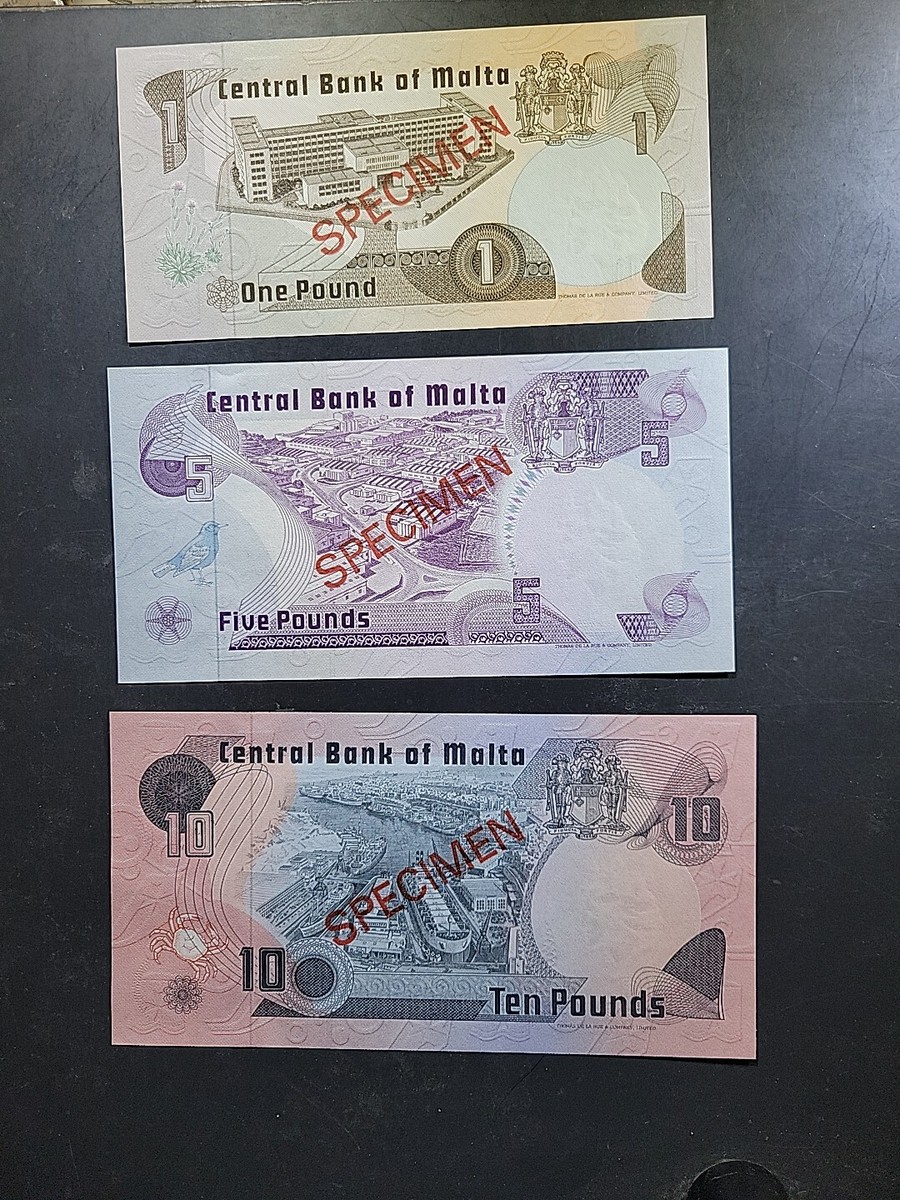 Central Bank of Malta
1
1
SPECIMEN
1
One Pound
THOMAS DE LA RUE & COMPANY, LIMITED
Central Bank of Malta
5
5
SPECIMEN
5
Five Pounds
THOMAS DE LA RUE & COMPANY, LIMITED
Central Bank of Malta
10
10
SPECIMEN
10
Ten Pounds
THOMAS DE LA RUE & COMPANY, LIMITED